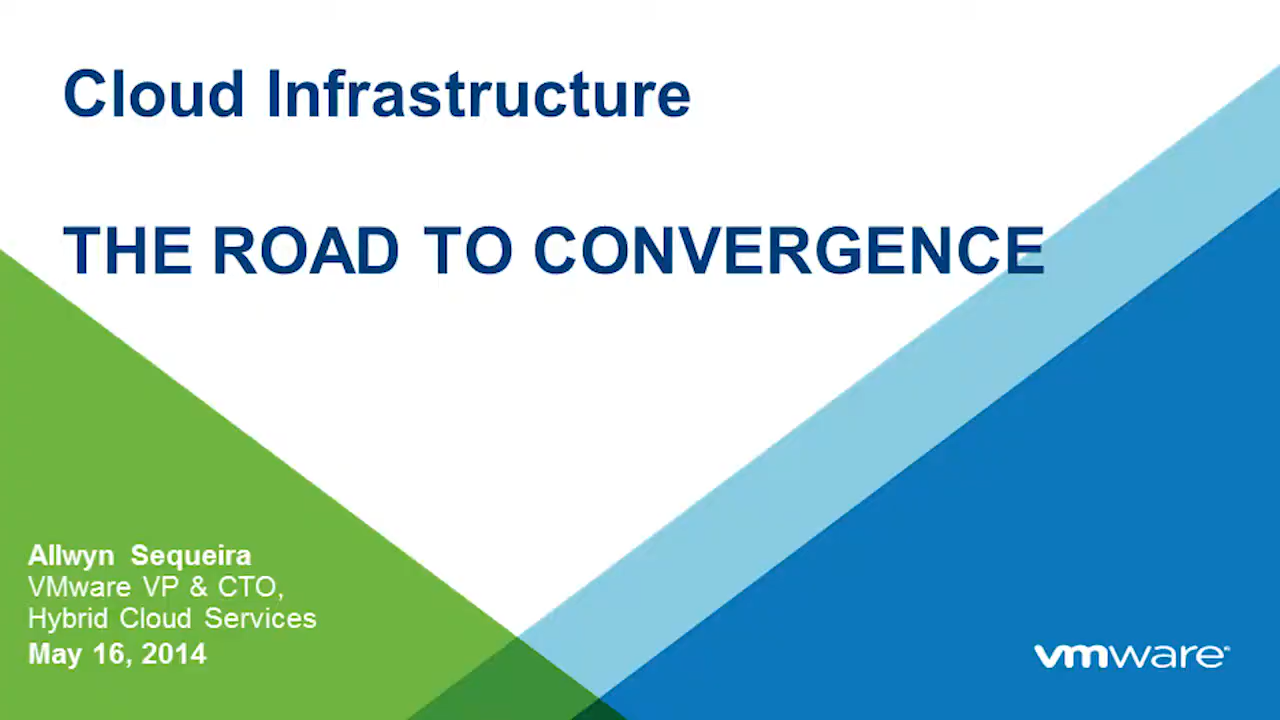 Cloud Infrastructure
THE ROAD TO CONVERGENCE
Allwyn Sequeira
VMware VP & CTO,
Hybrid Cloud Services
May 16, 2014
vmware®